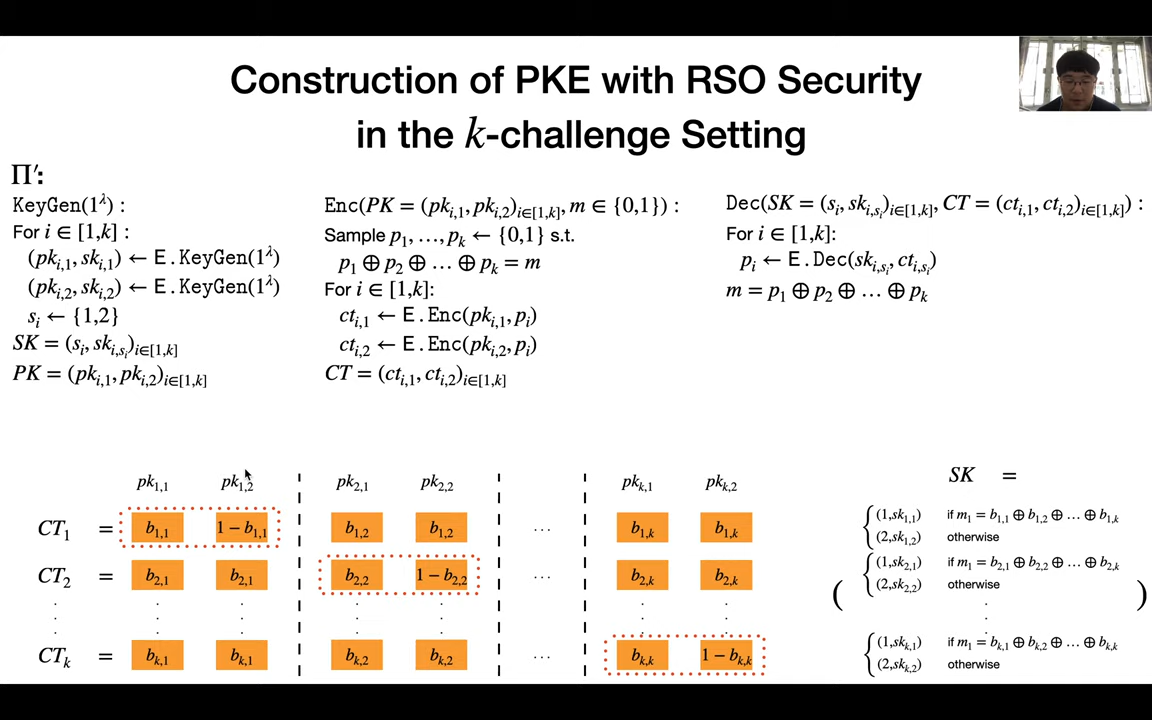 Construction of PKE with RSO Security
in the k-challenge Setting
Π′:
KeyGen(1^λ) :
For i ∈ [1,k] :
(pk_{i,1}, sk_{i,1}) ← E.KeyGen(1^λ)
(pk_{i,2}, sk_{i,2}) ← E.KeyGen(1^λ)
s_i ← {1,2}
SK = (s_i, sk_{i,s_i})_{i∈[1,k]}
PK = (pk_{i,1}, pk_{i,2})_{i∈[1,k]}
Enc(PK = (pk_{i,1}, pk_{i,2})_{i∈[1,k]}, m ∈ {0,1}) :
Sample p_1, …, p_k ← {0,1} s.t.
p_1 ⊕ p_2 ⊕ … ⊕ p_k = m
For i ∈ [1,k]:
ct_{i,1} ← E.Enc(pk_{i,1}, p_i)
ct_{i,2} ← E.Enc(pk_{i,2}, p_i)
CT = (ct_{i,1}, ct_{i,2})_{i∈[1,k]}
Dec(SK = (s_i, sk_{i,s_i})_{i∈[1,k]}, CT = (ct_{i,1}, ct_{i,2})_{i∈[1,k]}) :
For i ∈ [1,k]:
p_i ← E.Dec(sk_{i,s_i}, ct_{i,s_i})
m = p_1 ⊕ p_2 ⊕ … ⊕ p_k
pk_{1,1} pk_{1,2} pk_{2,1} pk_{2,2} pk_{k,1} pk_{k,2}
CT_1 = b_{1,1} 1 − b_{1,1} b_{1,2} b_{1,2} … b_{1,k} b_{1,k}
CT_2 = b_{2,1} b_{2,1} b_{2,2} 1 − b_{2,2} … b_{2,k} b_{2,k}
. . . . . . .
. . . . . . .
CT_k = b_{k,1} b_{k,1} b_{k,2} b_{k,2} … b_{k,k} 1 − b_{k,k}
SK =
(
{ (1, sk_{1,1}) if m_1 = b_{1,1} ⊕ b_{1,2} ⊕ … ⊕ b_{1,k}
(2, sk_{1,2}) otherwise
{ (1, sk_{2,1}) if m_1 = b_{2,1} ⊕ b_{2,2} ⊕ … ⊕ b_{2,k}
(2, sk_{2,2}) otherwise
.
.
{ (1, sk_{k,1}) if m_1 = b_{k,1} ⊕ b_{k,2} ⊕ … ⊕ b_{k,k}
(2, sk_{k,2}) otherwise
)